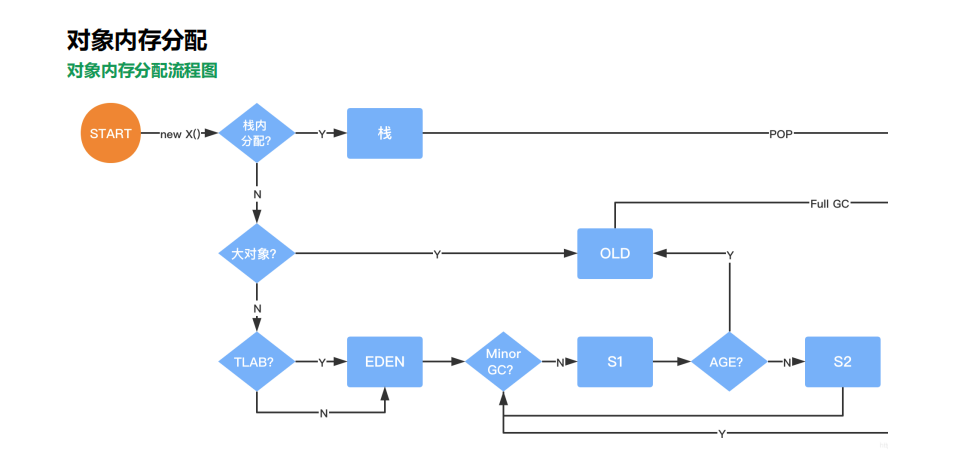 对象内存分配
对象内存分配流程图
START
new X()
栈内
分配?
Y
栈
POP
N
Full GC
大对象?
Y
OLD
Y
N
TLAB?
Y
EDEN
Minor
GC?
N
S1
AGE?
N
S2
N
Y